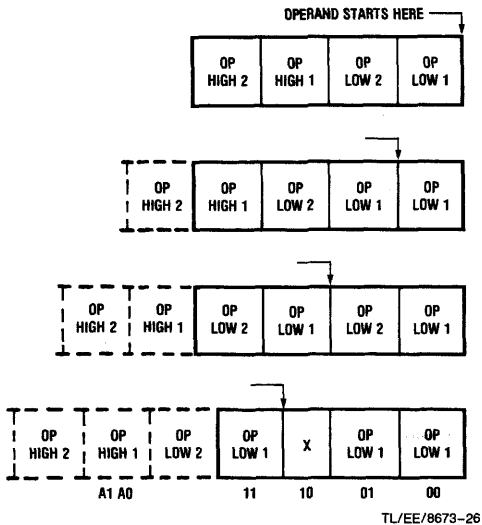 OPERAND STARTS HERE
OP HIGH 2 OP HIGH 1 OP LOW 2 OP LOW 1
OP HIGH 2 OP HIGH 1 OP LOW 2 OP LOW 1 OP LOW 1
OP HIGH 2 OP HIGH 1 OP LOW 2 OP LOW 1 OP LOW 2 OP LOW 1
OP HIGH 2 OP HIGH 1 OP LOW 2 OP LOW 1 X OP LOW 1 OP LOW 1
A1 A0 11 10 01 00
TL/EE/8673-26